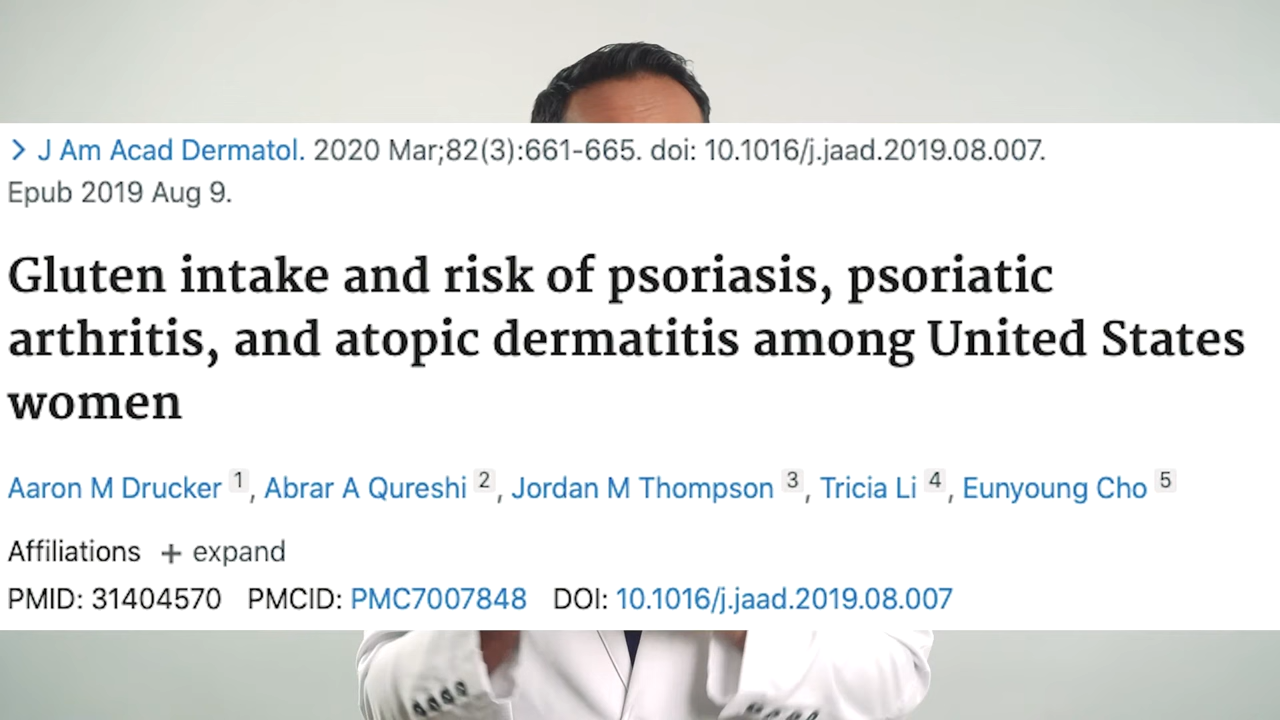 > J Am Acad Dermatol. 2020 Mar;82(3):661-665. doi: 10.1016/j.jaad.2019.08.007.
Epub 2019 Aug 9.
Gluten intake and risk of psoriasis, psoriatic
arthritis, and atopic dermatitis among United States
women
Aaron M Drucker 1, Abrar A Qureshi 2, Jordan M Thompson 3, Tricia Li 4, Eunyoung Cho 5
Affiliations + expand
PMID: 31404570 PMCID: PMC7007848 DOI: 10.1016/j.jaad.2019.08.007